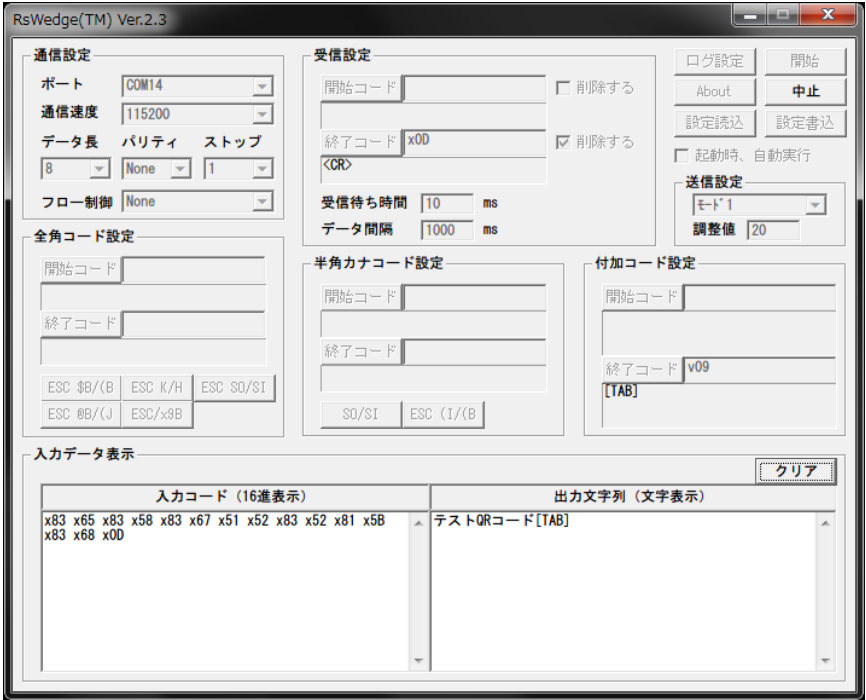 RsWedge(TM) Ver.2.3
通信設定
ポート COM14
通信速度 115200
データ長 パリティ ストップ
8 None 1
フロー制御 None
受信設定
開始コード 削除する
終了コード x0D 削除する
<CR>
受信待ち時間 10 ms
データ間隔 1000 ms
ログ設定 開始
About 中止
設定読込 設定書込
起動時、自動実行
送信設定
ﾓｰﾄﾞ1
調整値 20
全角コード設定
開始コード
終了コード
ESC $B/(B ESC K/H ESC SO/SI
ESC @B/(J ESC/x9B
半角カナコード設定
開始コード
終了コード
SO/SI ESC (I/(B
付加コード設定
開始コード
終了コード v09
[TAB]
入力データ表示
クリア
入力コード（16進表示） 出力文字列（文字表示）
x83 x65 x83 x58 x83 x67 x51 x52 x83 x52 x81 x5B
x83 x68 x0D
テストQRコード[TAB]